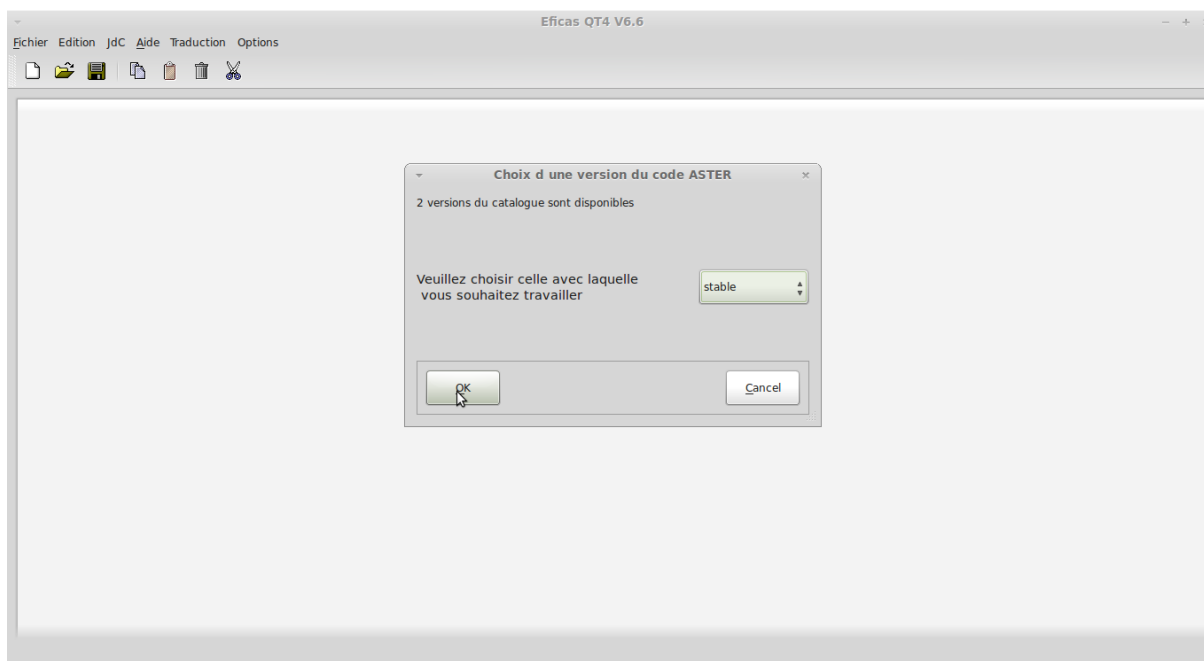 Eficas QT4 V6.6
Fichier Edition JdC Aide Traduction Options
Choix d une version du code ASTER
2 versions du catalogue sont disponibles
Veuillez choisir celle avec laquelle
vous souhaitez travailler
stable
OK
Cancel